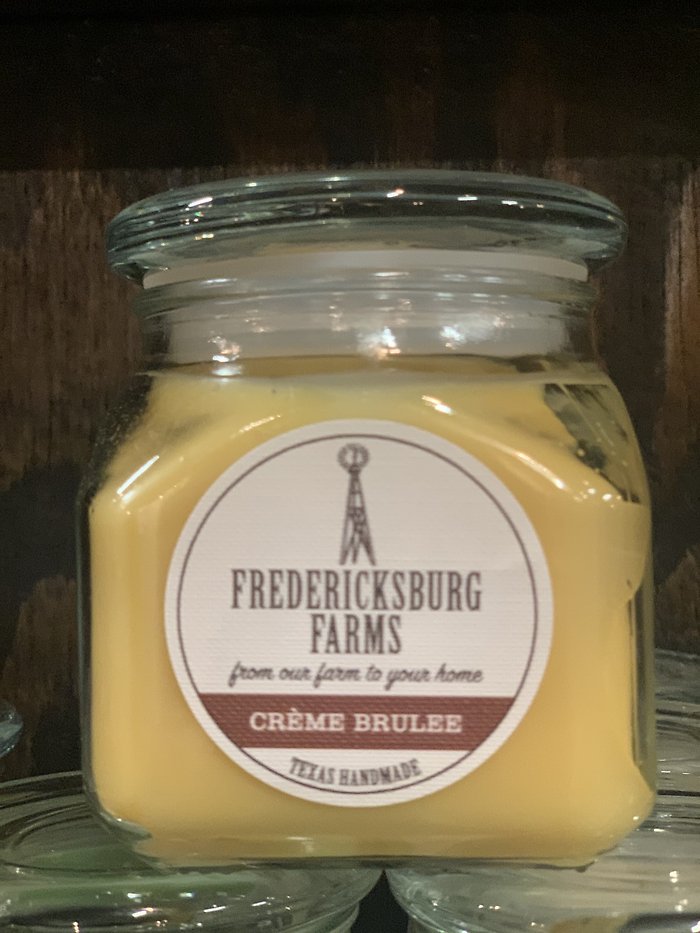 FREDERICKSBURG
FARMS
from our farm to your home
CRÈME BRULEE
TEXAS HANDMADE